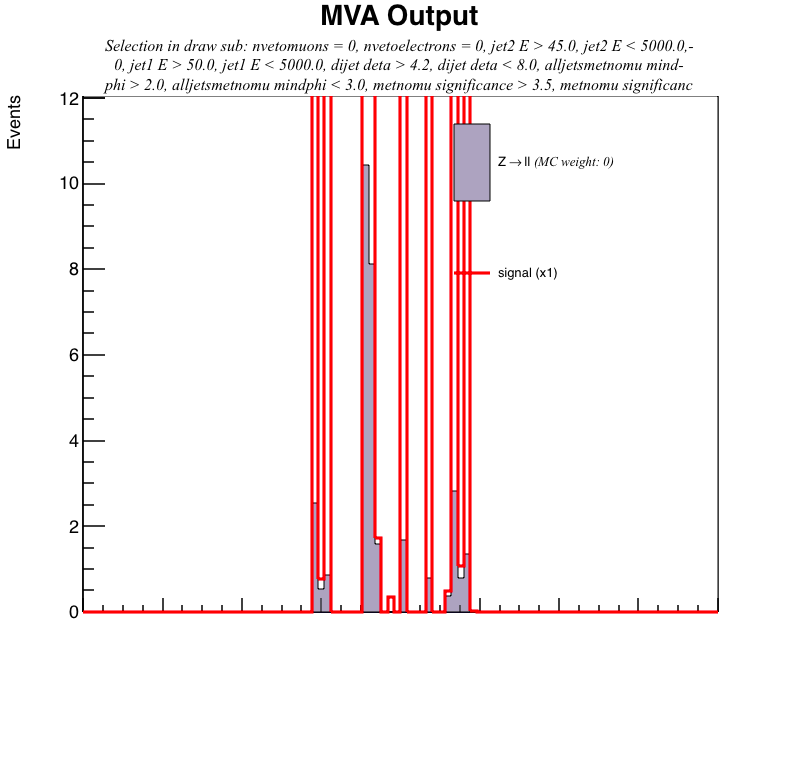 MVA Output
Selection in draw sub: nvetomuons = 0, nvetoelectrons = 0, jet2 E > 45.0, jet2 E < 5000.0,-
0, jet1 E > 50.0, jet1 E < 5000.0, dijet deta > 4.2, dijet deta < 8.0, alljetsmetnomu mind-
phi > 2.0, alljetsmetnomu mindphi < 3.0, metnomu significance > 3.5, metnomu significanc
Events
12
10
8
6
4
2
0
Z→ll (MC weight: 0)
signal (x1)